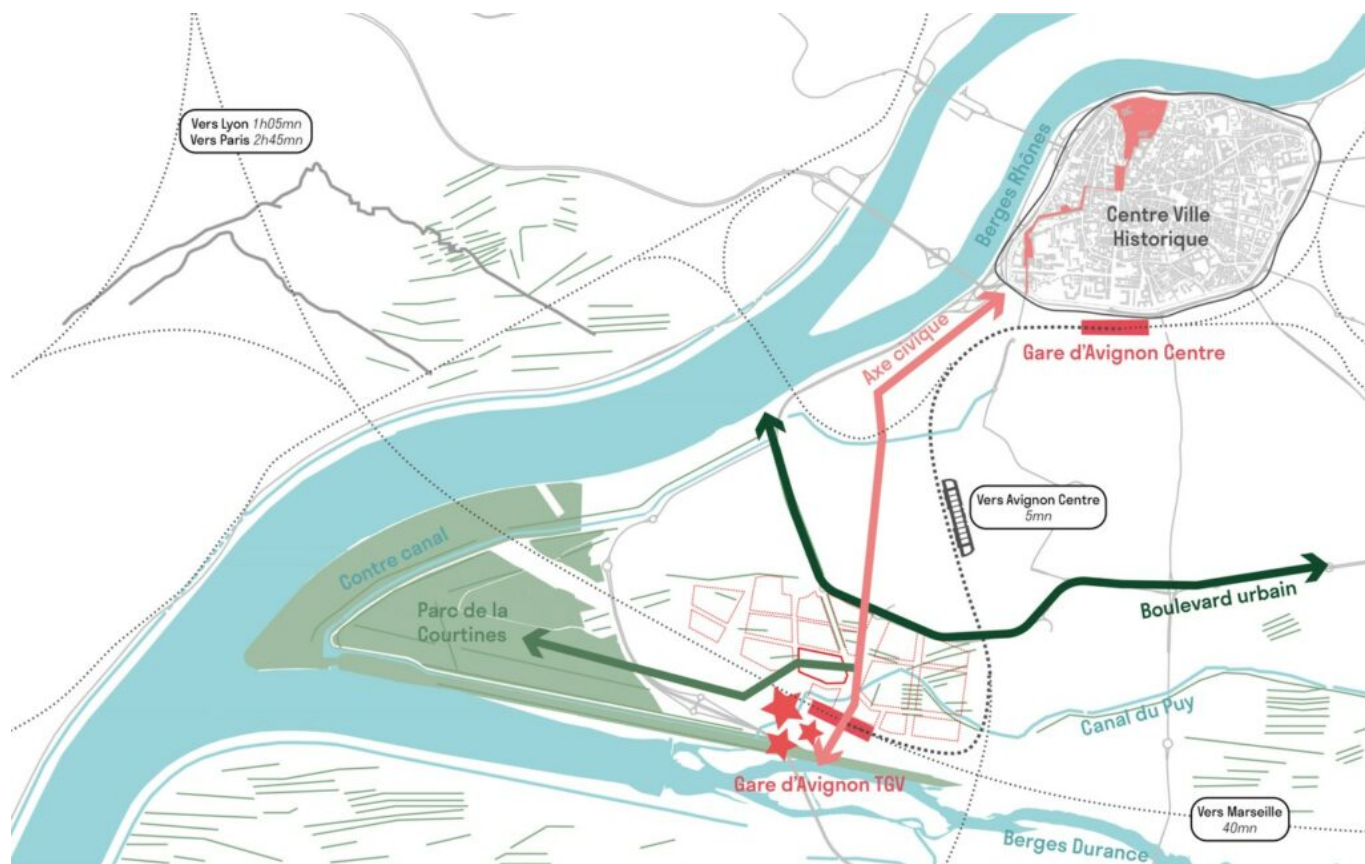 Vers Lyon 1h05mn
Vers Paris 2h45mn
Berges Rhônes
Centre Ville
Historique
Axe civique
Gare d'Avignon Centre
Vers Avignon Centre
5mn
Contre canal
Parc de la
Courtines
Boulevard urbain
Canal du Puy
Gare d'Avignon TGV
Vers Marseille
40mn
Berges Durance